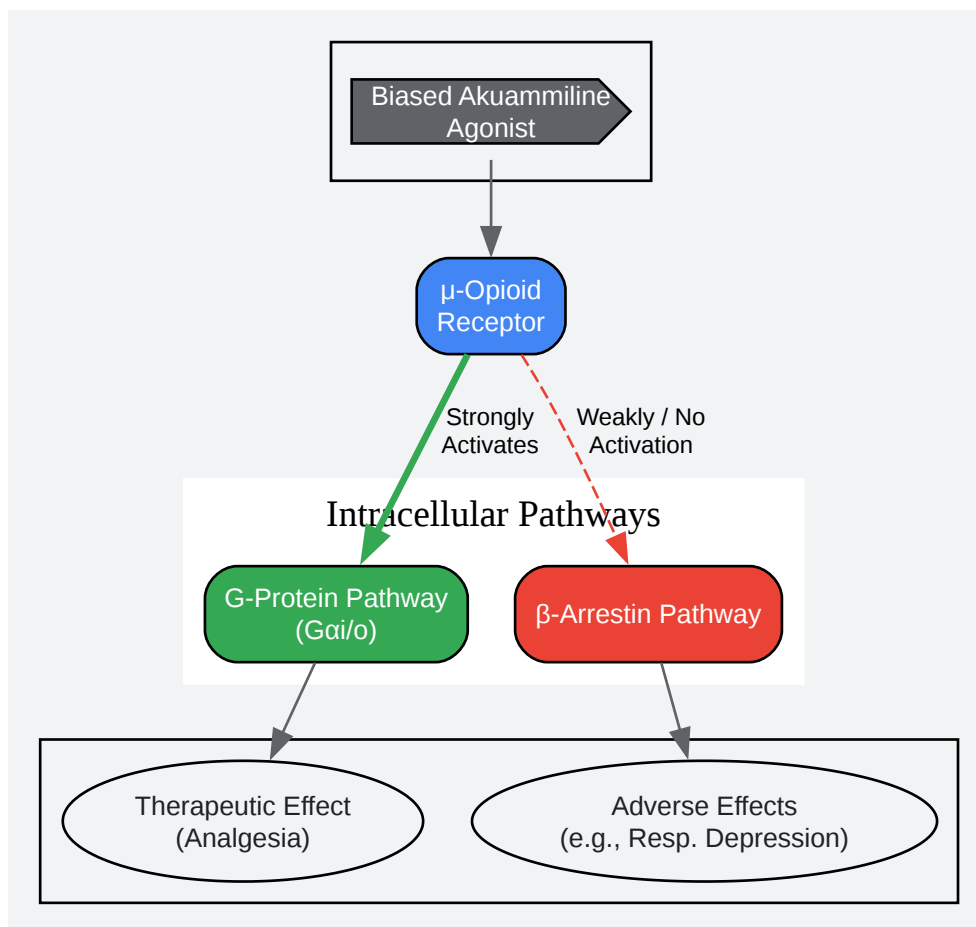 Biased Akuammiline
Agonist
μ-Opioid
Receptor
Strongly
Activates
Weakly / No
Activation
Intracellular Pathways
G-Protein Pathway
(Gαi/o)
β-Arrestin Pathway
Therapeutic Effect
(Analgesia)
Adverse Effects
(e.g., Resp. Depression)